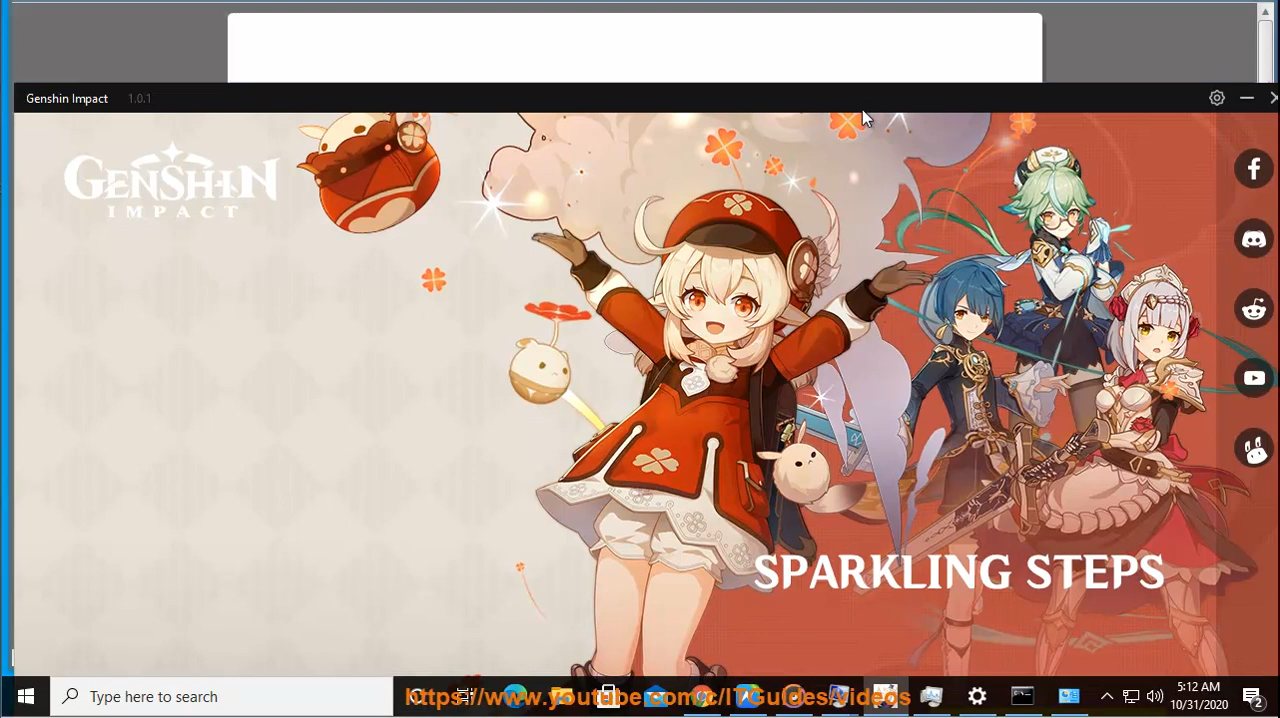 Genshin Impact 1.0.1
GENSHIN
IMPACT
SPARKLING STEPS
Type here to search
https://www.youtube.com/c/ITGuides/videos
5:12 AM
10/31/2020
2